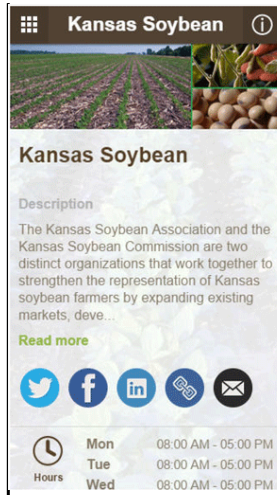 Kansas Soybean
Kansas Soybean
Description
The Kansas Soybean Association and the
Kansas Soybean Commission are two
distinct organizations that work together to
strengthen the representation of Kansas
soybean farmers by expanding existing
markets, deve...
Read more
Mon 08:00 AM - 05:00 PM
Tue 08:00 AM - 05:00 PM
Hours
Wed 08:00 AM - 05:00 PM